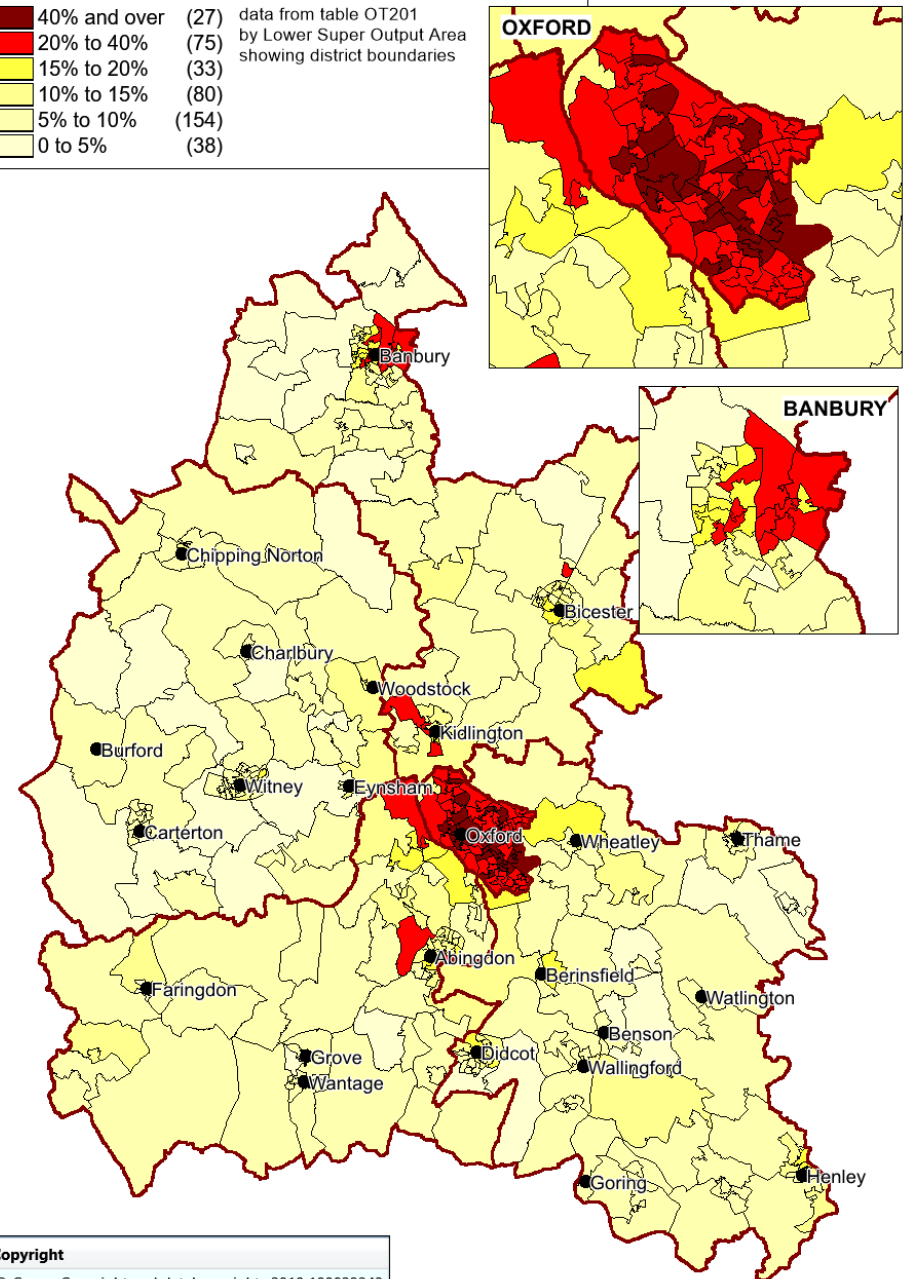 40% and over (27)
20% to 40% (75)
15% to 20% (33)
10% to 15% (80)
5% to 10% (154)
0 to 5% (38)
data from table OT201
by Lower Super Output Area
showing district boundaries
OXFORD
Banbury
BANBURY
Chipping Norton
Bicester
Charlbury
Woodstock
Kidlington
Burford
Witney
Eynsham
Carterton
Oxford
Wheatley
Thame
Abingdon
Berinsfield
Faringdon
Watlington
Benson
Grove
Didcot
Wallingford
Wantage
Goring
Henley
Copyright